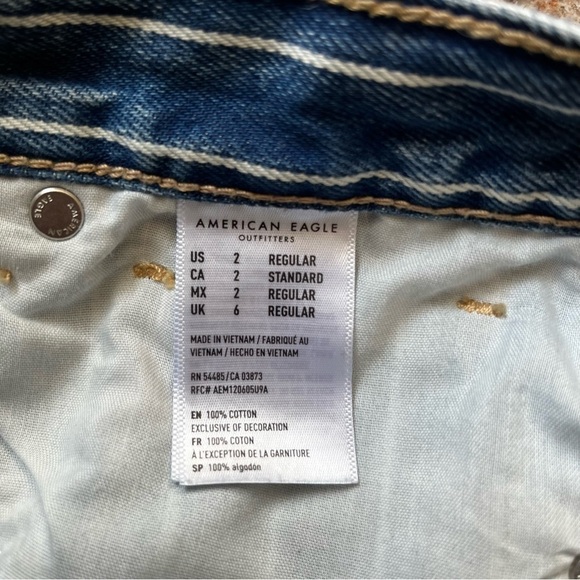 AMERICAN EAGLE
AMERICAN EAGLE
OUTFITTERS
US 2 REGULAR
CA 2 STANDARD
MX 2 REGULAR
UK 6 REGULAR
MADE IN VIETNAM / FABRIQUÉ AU
VIETNAM / HECHO EN VIETNAM
RN 54485/CA 03873
RFC# AEM120605U9A
EN 100% COTTON
EXCLUSIVE OF DECORATION
FR 100% COTON
À L'EXCEPTION DE LA GARNITURE
SP 100% algodón